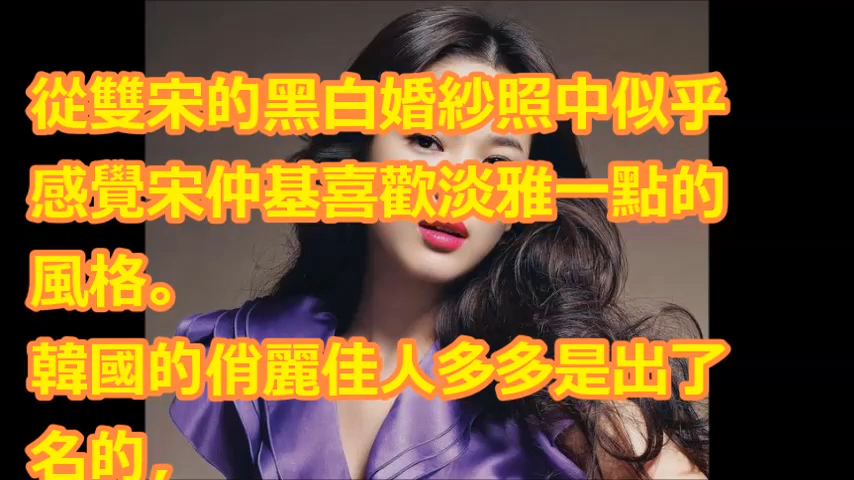 從雙宋的黑白婚紗照中似乎
感覺宋仲基喜歡淡雅一點的
風格。
韓國的俏麗佳人多多是出了
名的，